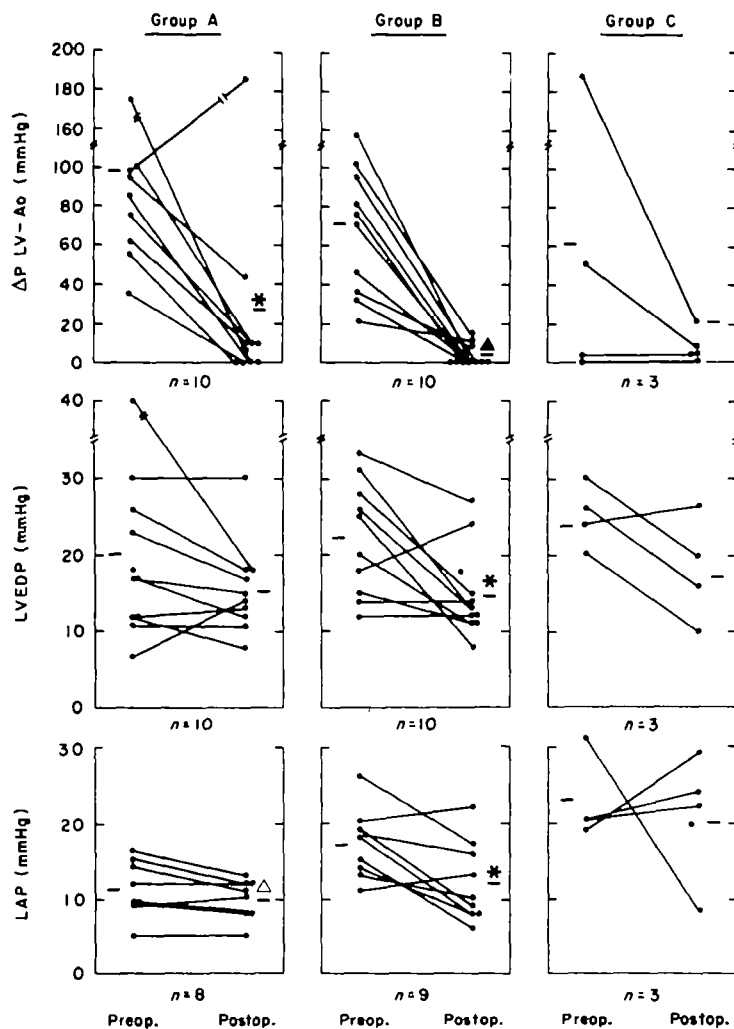 Group A Group B Group C
ΔP LV-Ao (mmHg)
200
180
160
100
80
60
40
20
0
*
▲
n=10 n=10 n=3
LVEDP (mmHg)
40
30
20
10
0
*
n=10 n=10 n=3
LAP (mmHg)
30
20
10
0
△
*
n=8 n=9 n=3
Preop. Postop. Preop. Postop. Preop. Postop.